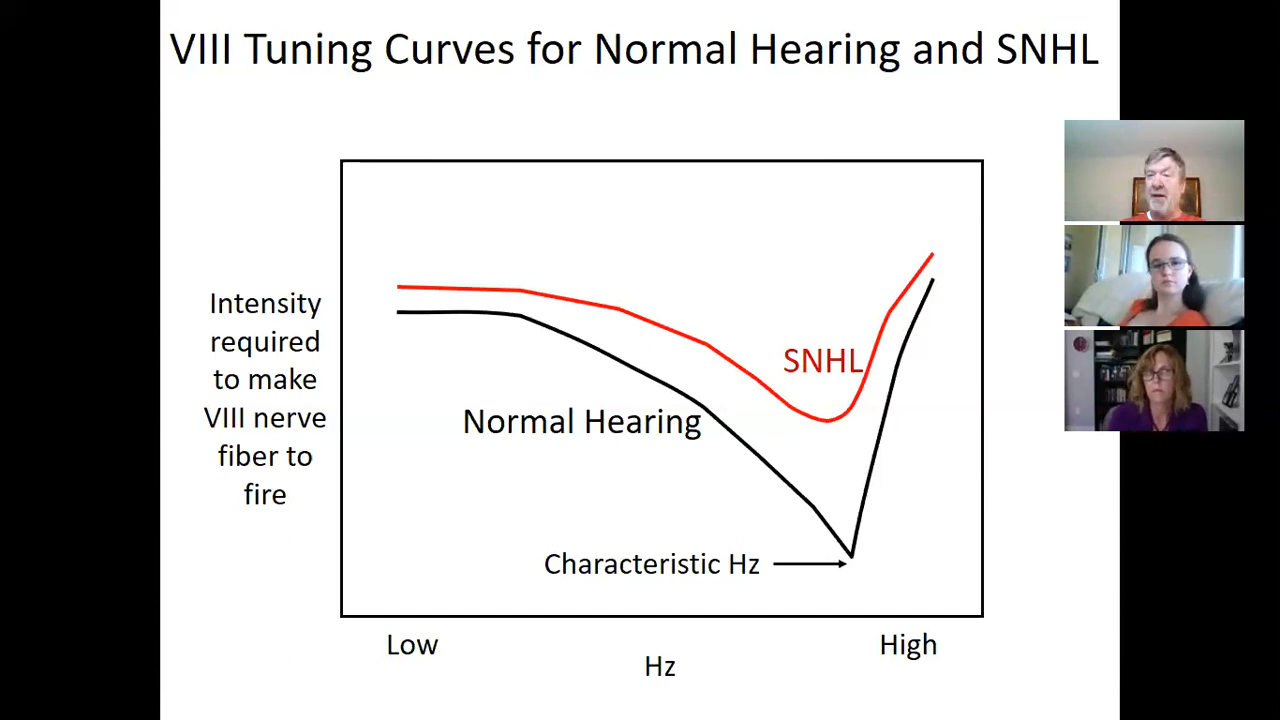 VIII Tuning Curves for Normal Hearing and SNHL
Intensity
required
to make
VIII nerve
fiber to
fire
SNHL
Normal Hearing
Characteristic Hz
Low
High
Hz